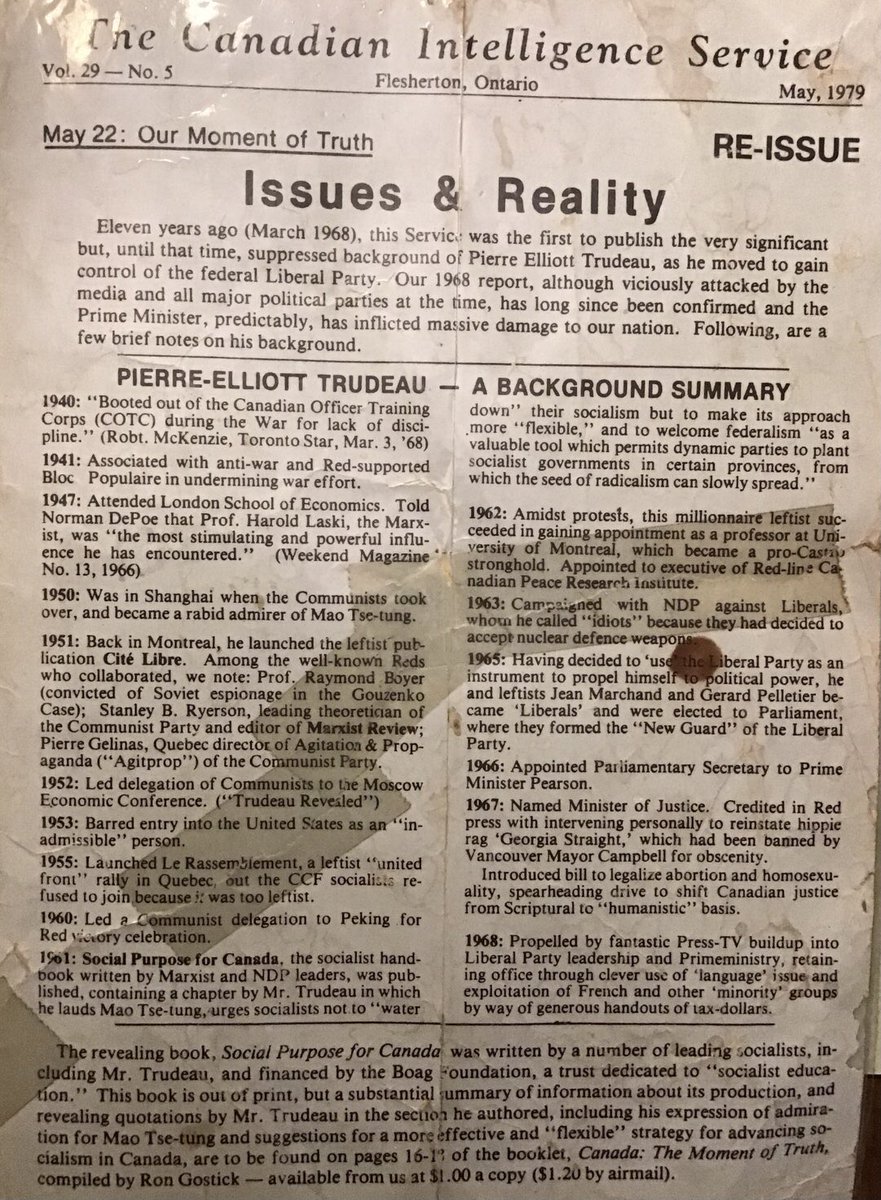 The Canadian Intelligence Service
Vol. 29 — No. 5
Flesherton, Ontario
May, 1979
May 22: Our Moment of Truth
RE-ISSUE
Issues & Reality
Eleven years ago (March 1968), this Service was the first to publish the very significant
but, until that time, suppressed background of Pierre Elliott Trudeau, as he moved to gain
control of the federal Liberal Party. Our 1968 report, although viciously attacked by the
media and all major political parties at the time, has long since been confirmed and the
Prime Minister, predictably, has inflicted massive damage to our nation. Following, are a
few brief notes on his background.
PIERRE-ELLIOTT TRUDEAU — A BACKGROUND SUMMARY
1940: "Booted out of the Canadian Officer Training
Corps (COTC) during the War for lack of disci-
pline." (Robt. McKenzie, Toronto Star, Mar. 3, '68)
1941: Associated with anti-war and Red-supported
Bloc Populaire in undermining war effort.
1947: Attended London School of Economics. Told
Norman DePoe that Prof. Harold Laski, the Marx-
ist, was "the most stimulating and powerful influ-
ence he has encountered." (Weekend Magazine
No. 13, 1966)
1950: Was in Shanghai when the Communists took
over, and became a rabid admirer of Mao Tse-tung.
1951: Back in Montreal, he launched the leftist pub-
lication Cité Libre. Among the well-known Reds
who collaborated, we note: Prof. Raymond Boyer
(convicted of Soviet espionage in the Gouzenko
Case); Stanley B. Ryerson, leading theoretician of
the Communist Party and editor of Marxist Review;
Pierre Gelinas, Quebec director of Agitation & Prop-
aganda ("Agitprop") of the Communist Party.
1952: Led delegation of Communists to the Moscow
Economic Conference. ("Trudeau Revealed")
1953: Barred entry into the United States as an "in-
admissible" person.
1955: Launched Le Rassemblement, a leftist "united
front" rally in Quebec, but the CCF socialists re-
fused to join because it was too leftist.
1960: Led a Communist delegation to Peking for
Red victory celebration.
1961: Social Purpose for Canada, the socialist hand-
book written by Marxist and NDP leaders, was pub-
lished, containing a chapter by Mr. Trudeau in which
he lauds Mao Tse-tung, urges socialists not to "water
down" their socialism but to make its approach
more "flexible," and to welcome federalism "as a
valuable tool which permits dynamic parties to plant
socialist governments in certain provinces, from
which the seed of radicalism can slowly spread."
1962: Amidst protests, this millionnaire leftist suc-
ceeded in gaining appointment as a professor at Uni-
versity of Montreal, which became a pro-Castro
stronghold. Appointed to executive of Red-line Ca-
nadian Peace Research institute.
1963: Campaigned with NDP against Liberals,
whom he called "idiots" because they had decided to
accept nuclear defence weapons.
1965: Having decided to 'use' the Liberal Party as an
instrument to propel himself to political power, he
and leftists Jean Marchand and Gerard Pelletier be-
came 'Liberals' and were elected to Parliament,
where they formed the "New Guard" of the Liberal
Party.
1966: Appointed Parliamentary Secretary to Prime
Minister Pearson.
1967: Named Minister of Justice. Credited in Red
press with intervening personally to reinstate hippie
rag 'Georgia Straight,' which had been banned by
Vancouver Mayor Campbell for obscenity.
Introduced bill to legalize abortion and homosexu-
ality, spearheading drive to shift Canadian justice
from Scriptural to "humanistic" basis.
1968: Propelled by fantastic Press-TV buildup into
Liberal Party leadership and Primeministry, retain-
ing office through clever use of 'language' issue and
exploitation of French and other 'minority' groups
by way of generous handouts of tax-dollars.
The revealing book, Social Purpose for Canada was written by a number of leading socialists, in-
cluding Mr. Trudeau, and financed by the Boag Foundation, a trust dedicated to "socialist educa-
tion." This book is out of print, but a substantial summary of information about its production, and
revealing quotations by Mr. Trudeau in the section he authored, including his expression of admira-
tion for Mao Tse-tung and suggestions for a more effective and "flexible" strategy for advancing so-
cialism in Canada, are to be found on pages of the booklet, Canada: The Moment of Truth,
compiled by Ron Gostick — available from us at $1.00 a copy ($1.20 by airmail).